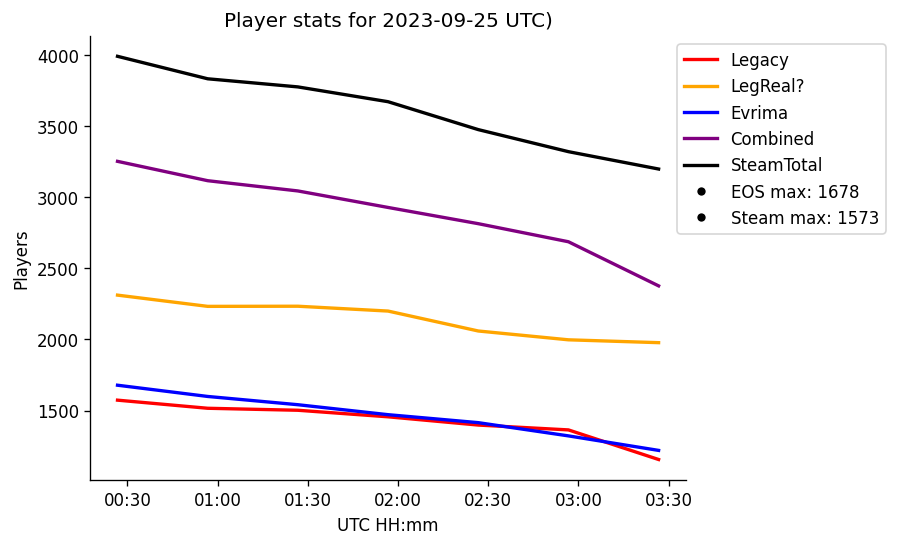 Player stats for 2023-09-25 UTC)
Legacy
LegReal?
Evrima
Combined
SteamTotal
EOS max: 1678
Steam max: 1573
Players
4000
3500
3000
2500
2000
1500
00:30 01:00 01:30 02:00 02:30 03:00 03:30
UTC HH:mm